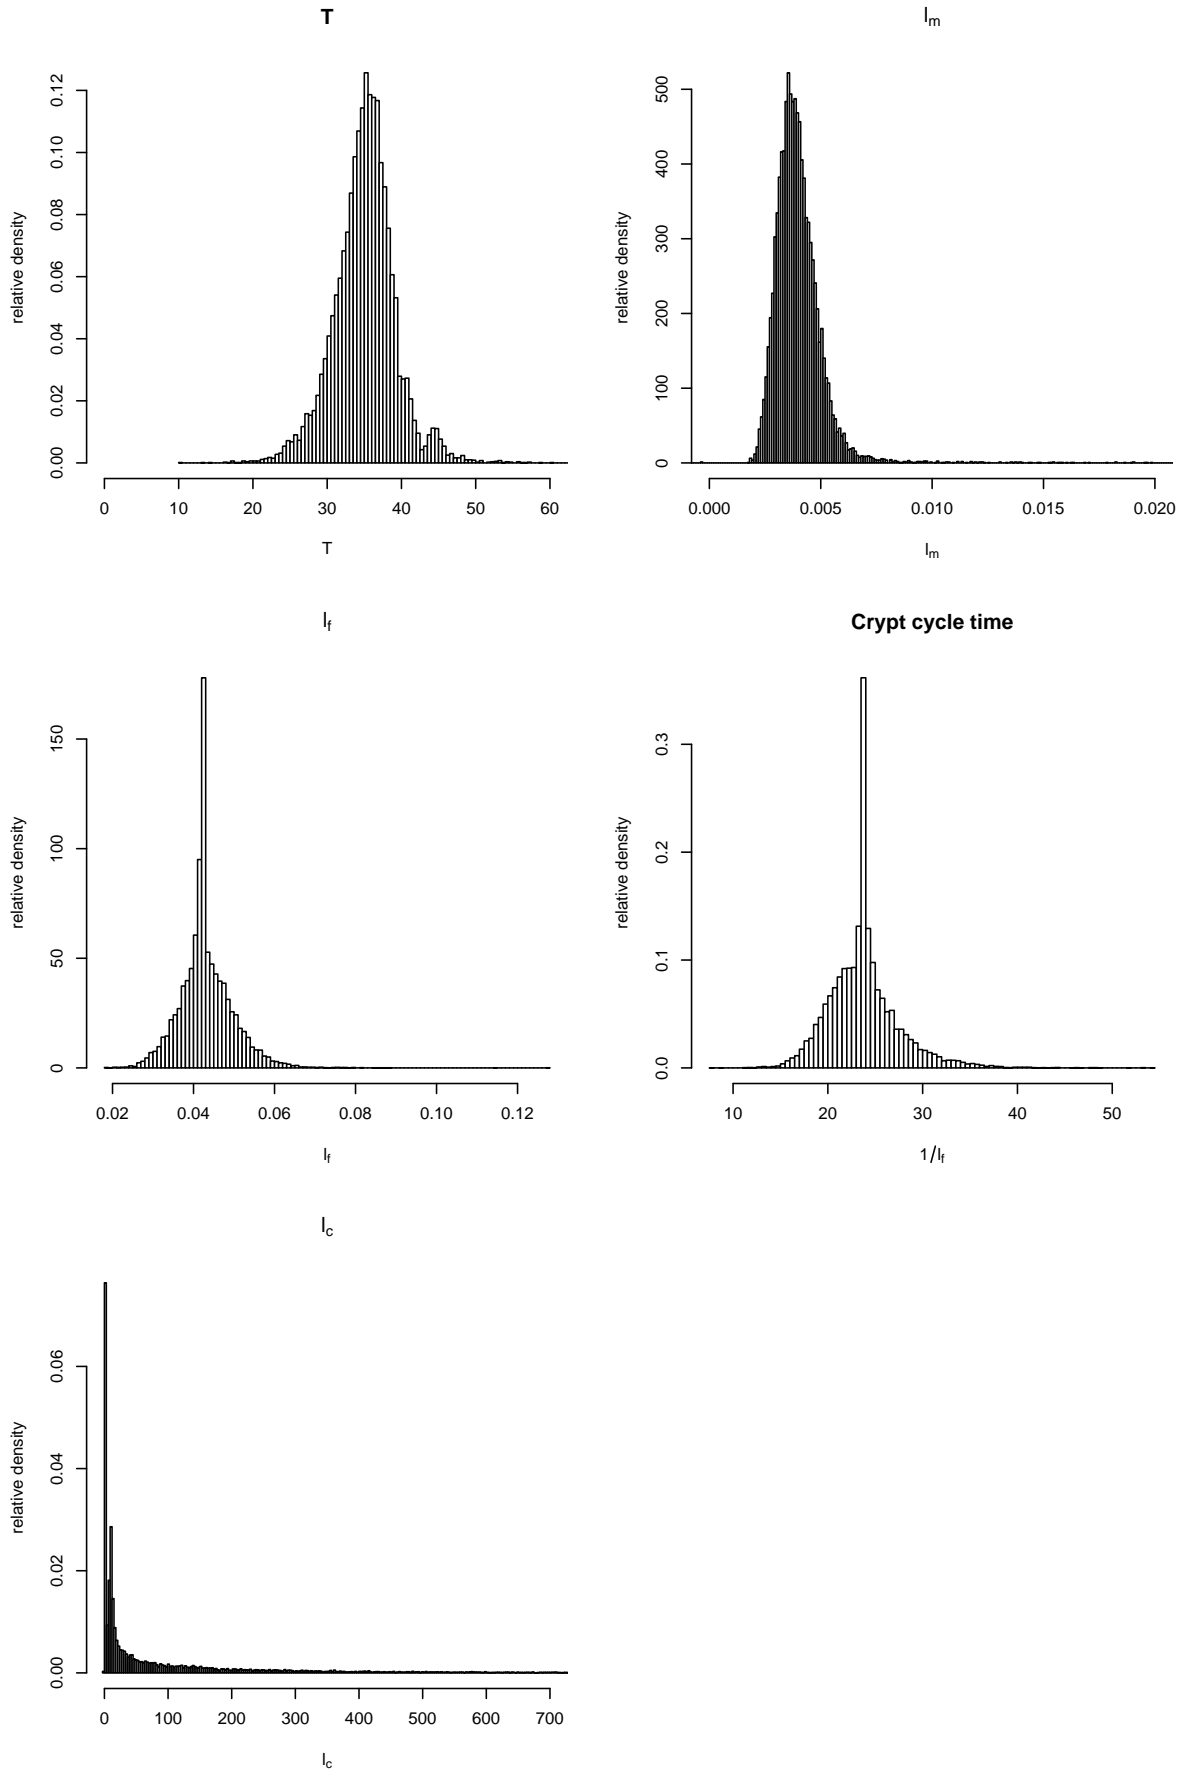 T
relative density
0.00 0.02 0.04 0.06 0.08 0.10 0.12
0 10 20 30 40 50 60
T
lm
relative density
0 100 200 300 400 500
0.000 0.005 0.010 0.015 0.020
lm
lf
relative density
0 50 100 150
0.02 0.04 0.06 0.08 0.10 0.12
lf
Crypt cycle time
relative density
0.0 0.1 0.2 0.3
10 20 30 40 50
1/lf
lc
relative density
0.00 0.02 0.04 0.06
0 100 200 300 400 500 600 700
lc